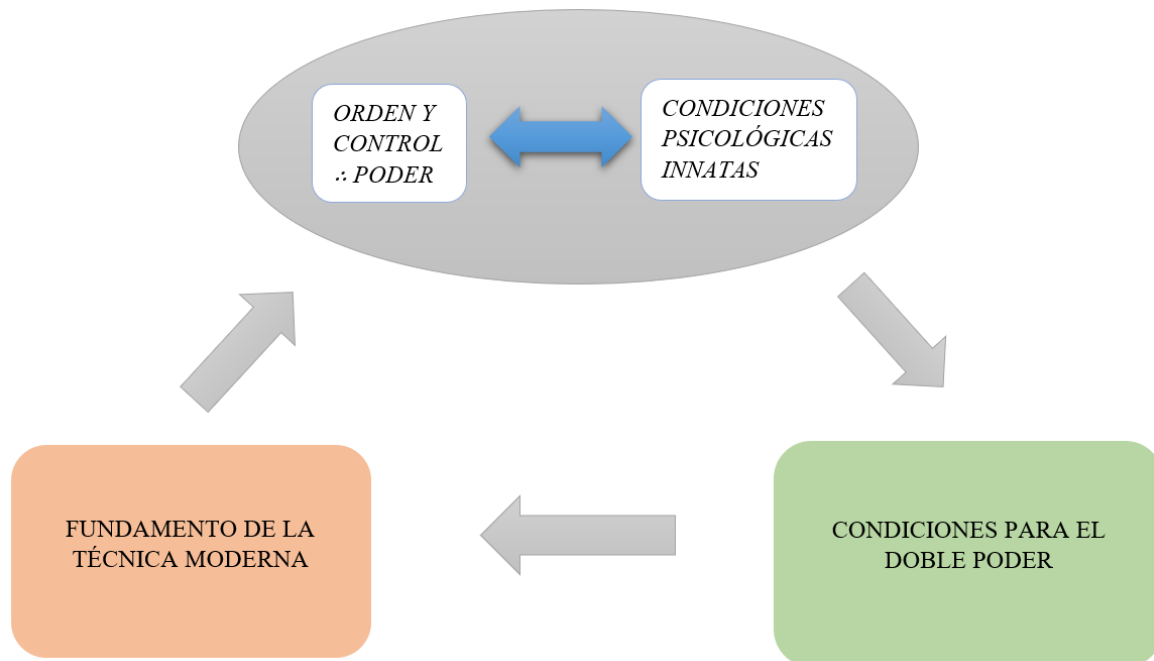 ORDEN Y
CONTROL
∴ PODER
CONDICIONES
PSICOLÓGICAS
INNATAS
FUNDAMENTO DE LA
TÉCNICA MODERNA
CONDICIONES PARA EL
DOBLE PODER